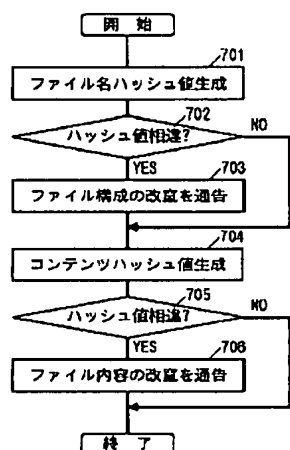 開 始
701
ファイル名ハッシュ値生成
702
ハッシュ値相違?
NO
YES
703
ファイル構成の改竄を通告
704
コンテンツハッシュ値生成
705
ハッシュ値相違?
NO
YES
706
ファイル内容の改竄を通告
終 了